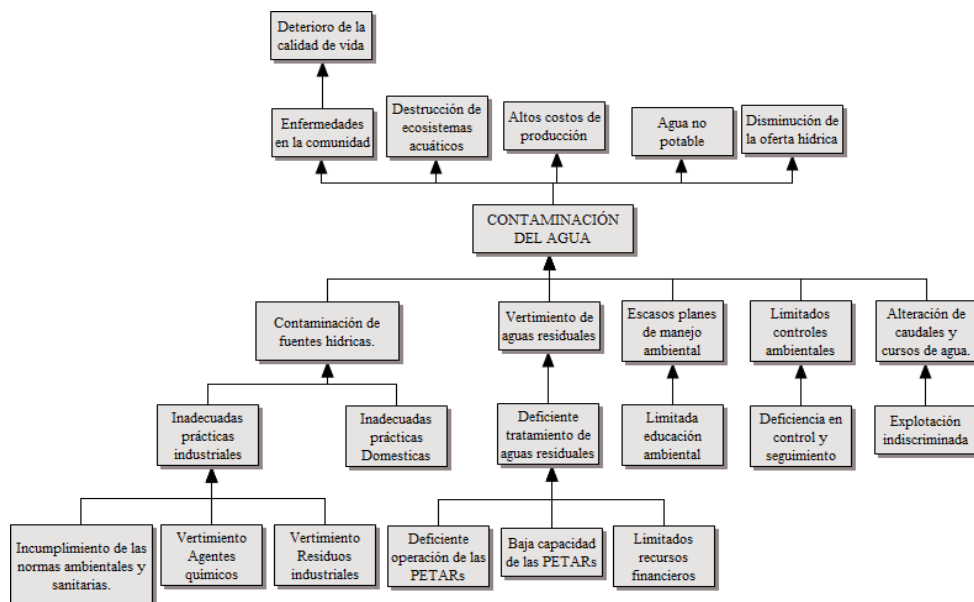 Deterioro de la
calidad de vida
Enfermedades
en la comunidad
Destrucción de
ecosistemas
acuáticos
Altos costos de
producción
Agua no
potable
Disminución de
la oferta hídrica
CONTAMINACIÓN
DEL AGUA
Contaminación de
fuentes hídricas.
Vertimiento de
aguas residuales
Escasos planes
de manejo
ambiental
Limitados
controles
ambientales
Alteración de
caudales y
cursos de agua.
Inadecuadas
prácticas
industriales
Inadecuadas
prácticas
Domesticas
Deficiente
tratamiento de
aguas residuales
Limitada
educación
ambiental
Deficiencia en
control y
seguimiento
Explotación
indiscriminada
Incumplimiento de las
normas ambientales y
sanitarias.
Vertimiento
Agentes
químicos
Vertimiento
Residuos
industriales
Deficiente
operación de las
PETARs
Baja capacidad
de las PETARs
Limitados
recursos
financieros